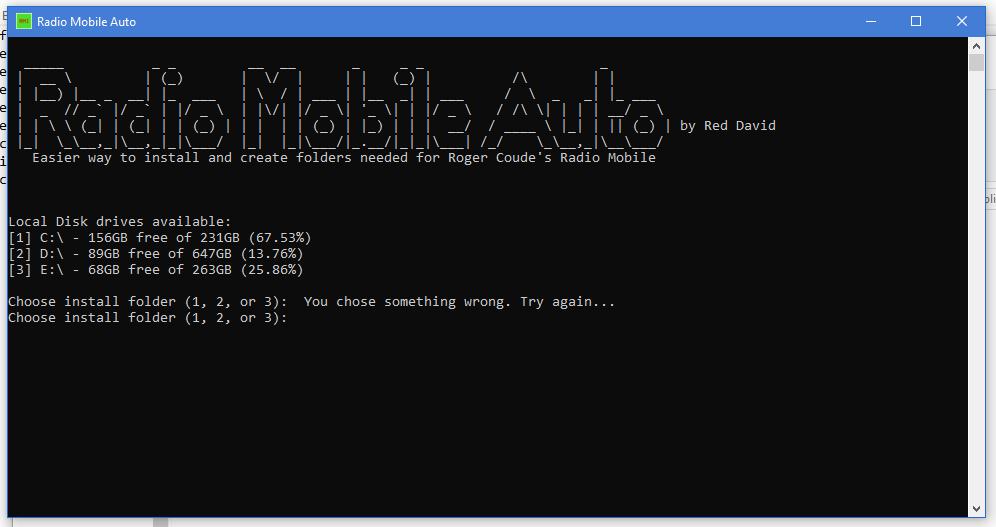 Radio Mobile Auto
Radio Mobile Auto by Red David
Easier way to install and create folders needed for Roger Coude's Radio Mobile
Local Disk drives available:
[1] C:\ - 156GB free of 231GB (67.53%)
[2] D:\ - 89GB free of 647GB (13.76%)
[3] E:\ - 68GB free of 263GB (25.86%)
Choose install folder (1, 2, or 3):  You chose something wrong. Try again...
Choose install folder (1, 2, or 3):